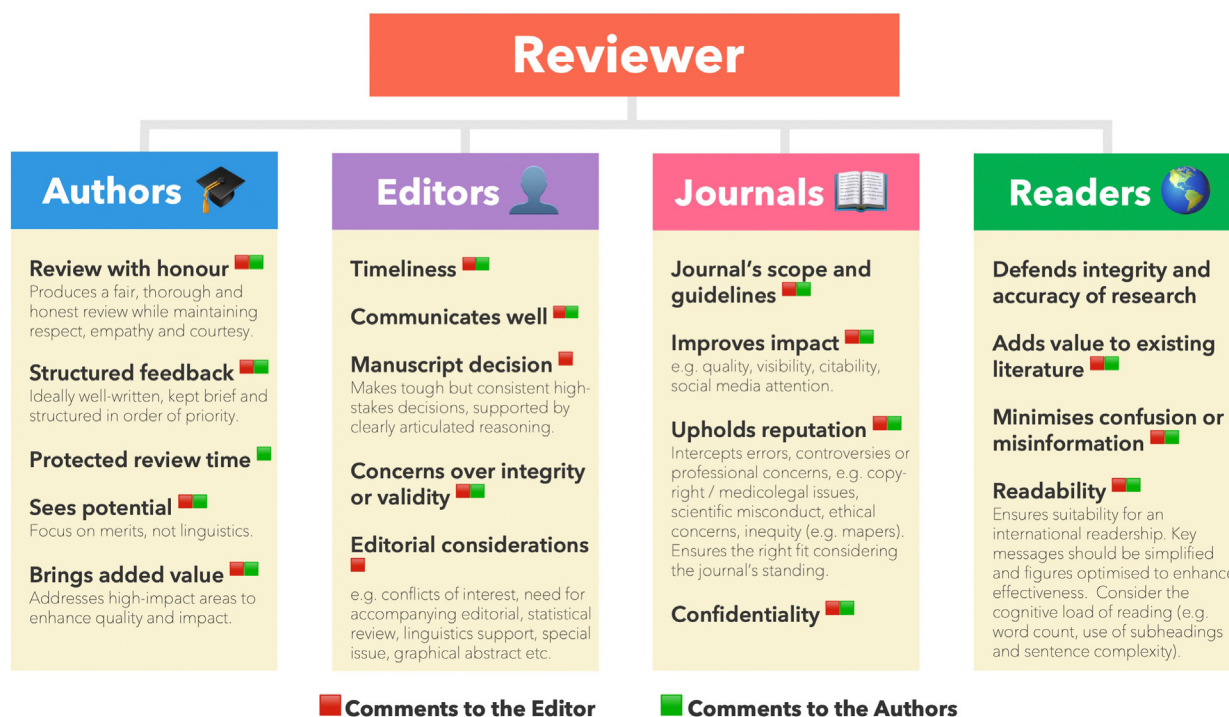 Reviewer
Authors
Review with honour
Produces a fair, thorough and
honest review while maintaining
respect, empathy and courtesy.
Structured feedback
Ideally well-written, kept brief and
structured in order of priority.
Protected review time
Sees potential
Focus on merits, not linguistics.
Brings added value
Addresses high-impact areas to
enhance quality and impact.
Editors
Timeliness
Communicates well
Manuscript decision
Makes tough but consistent high-
stakes decisions, supported by
clearly articulated reasoning.
Concerns over integrity
or validity
Editorial considerations
e.g. conflicts of interest, need for
accompanying editorial, statistical
review, linguistics support, special
issue, graphical abstract etc.
Journals
Journal's scope and
guidelines
Improves impact
e.g. quality, visibility, citability,
social media attention.
Upholds reputation
Intercepts errors, controversies or
professional concerns, e.g. copy-
right / medicolegal issues,
scientific misconduct, ethical
concerns, inequity (e.g. mapers).
Ensures the right fit considering
the journal's standing.
Confidentiality
Readers
Defends integrity and
accuracy of research
Adds value to existing
literature
Minimises confusion or
misinformation
Readability
Ensures suitability for an
international readership. Key
messages should be simplified
and figures optimised to enhance
effectiveness. Consider the
cognitive load of reading (e.g.
word count, use of subheadings
and sentence complexity).
Comments to the Editor
Comments to the Authors